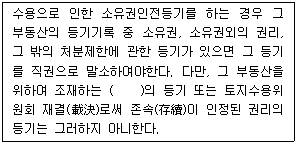 수용으로 인한 소유권이전등기를 하는 경우 그
부동산의 등기기록 중 소유권, 소유권외의 권리,
그 밖의 처분제한에 관한 등기가 있으면 그 등기
를 직권으로 말소하여야한다. 다만, 그 부동산을
위하여 조재하는 (    )의 등기 또는 토지수용위
원회 재결(裁決)로써 존속(存續)이 인정된 권리의
등기는 그러하지 아니한다.